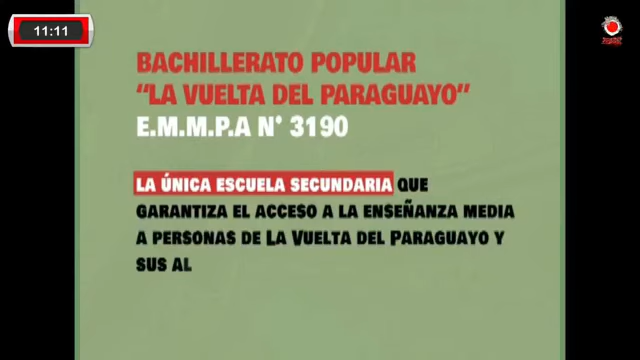 11:11
BACHILLERATO POPULAR
“LA VUELTA DEL PARAGUAYO”
E.M.M.P.A N° 3190
LA ÚNICA ESCUELA SECUNDARIA QUE
GARANTIZA EL ACCESO A LA ENSEÑANZA MEDIA
A PERSONAS DE LA VUELTA DEL PARAGUAYO Y
SUS AL